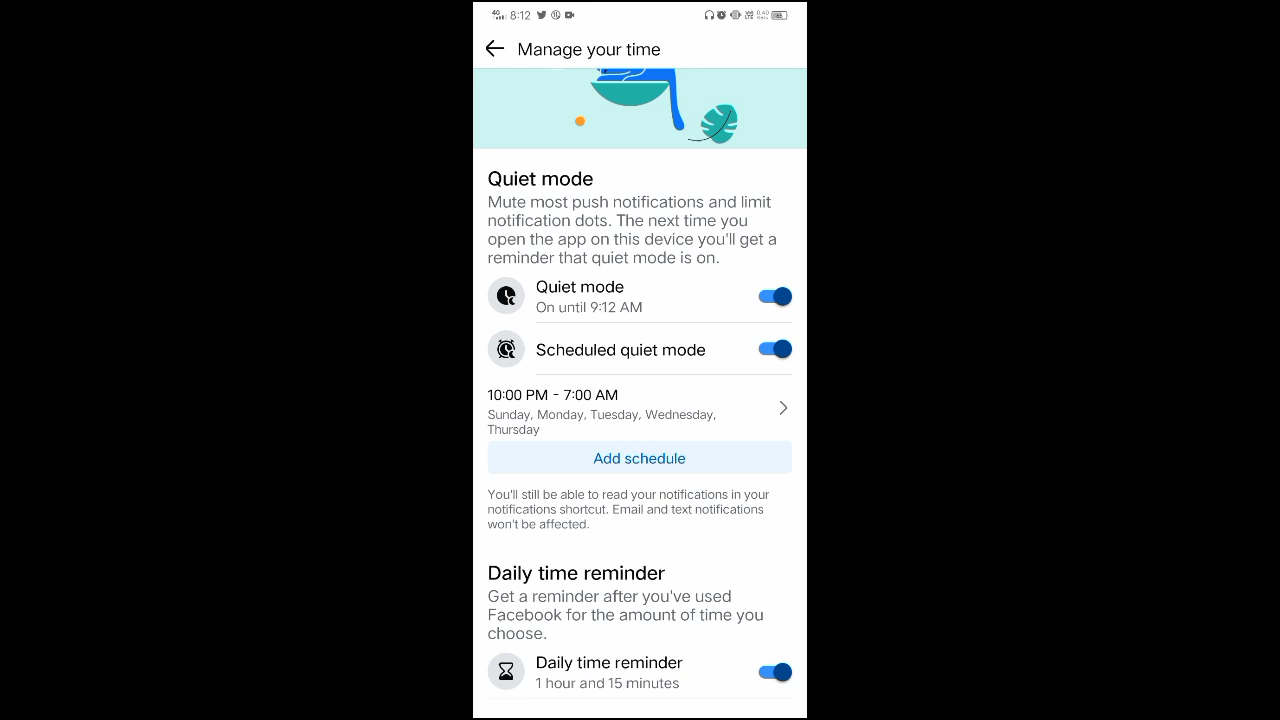 4G 8:12
Manage your time
Quiet mode
Mute most push notifications and limit
notification dots. The next time you
open the app on this device you'll get a
reminder that quiet mode is on.
Quiet mode
On until 9:12 AM
Scheduled quiet mode
10:00 PM - 7:00 AM
Sunday, Monday, Tuesday, Wednesday,
Thursday
Add schedule
You'll still be able to read your notifications in your
notifications shortcut. Email and text notifications
won't be affected.
Daily time reminder
Get a reminder after you've used
Facebook for the amount of time you
choose.
Daily time reminder
1 hour and 15 minutes